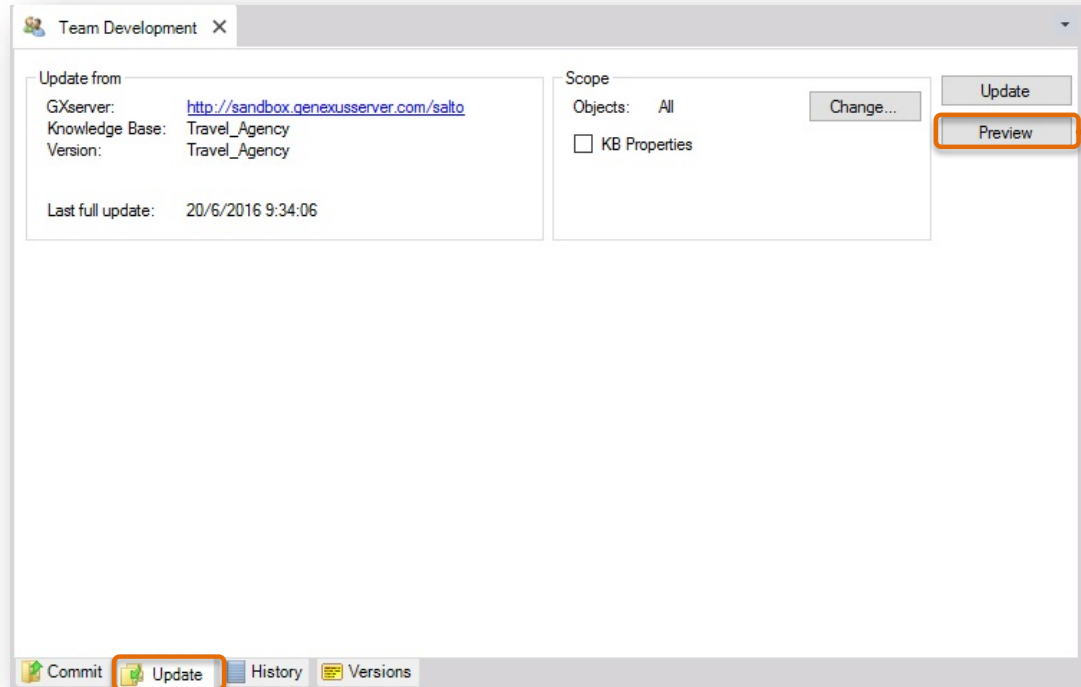 Team Development
Update from
GXserver: http://sandbox.genexusserver.com/salto
Knowledge Base: Travel_Agency
Version: Travel_Agency
Last full update: 20/6/2016 9:34:06
Scope
Objects: All Change...
KB Properties
Update
Preview
Commit Update History Versions